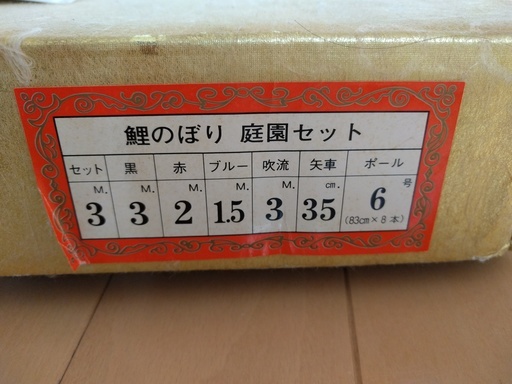 鯉のぼり 庭園セット
セット 黒 赤 ブルー 吹流 矢車 ポール
M. M. M. M. M. cm. 号
3 3 2 1.5 3 35 6
(83cm×8本)